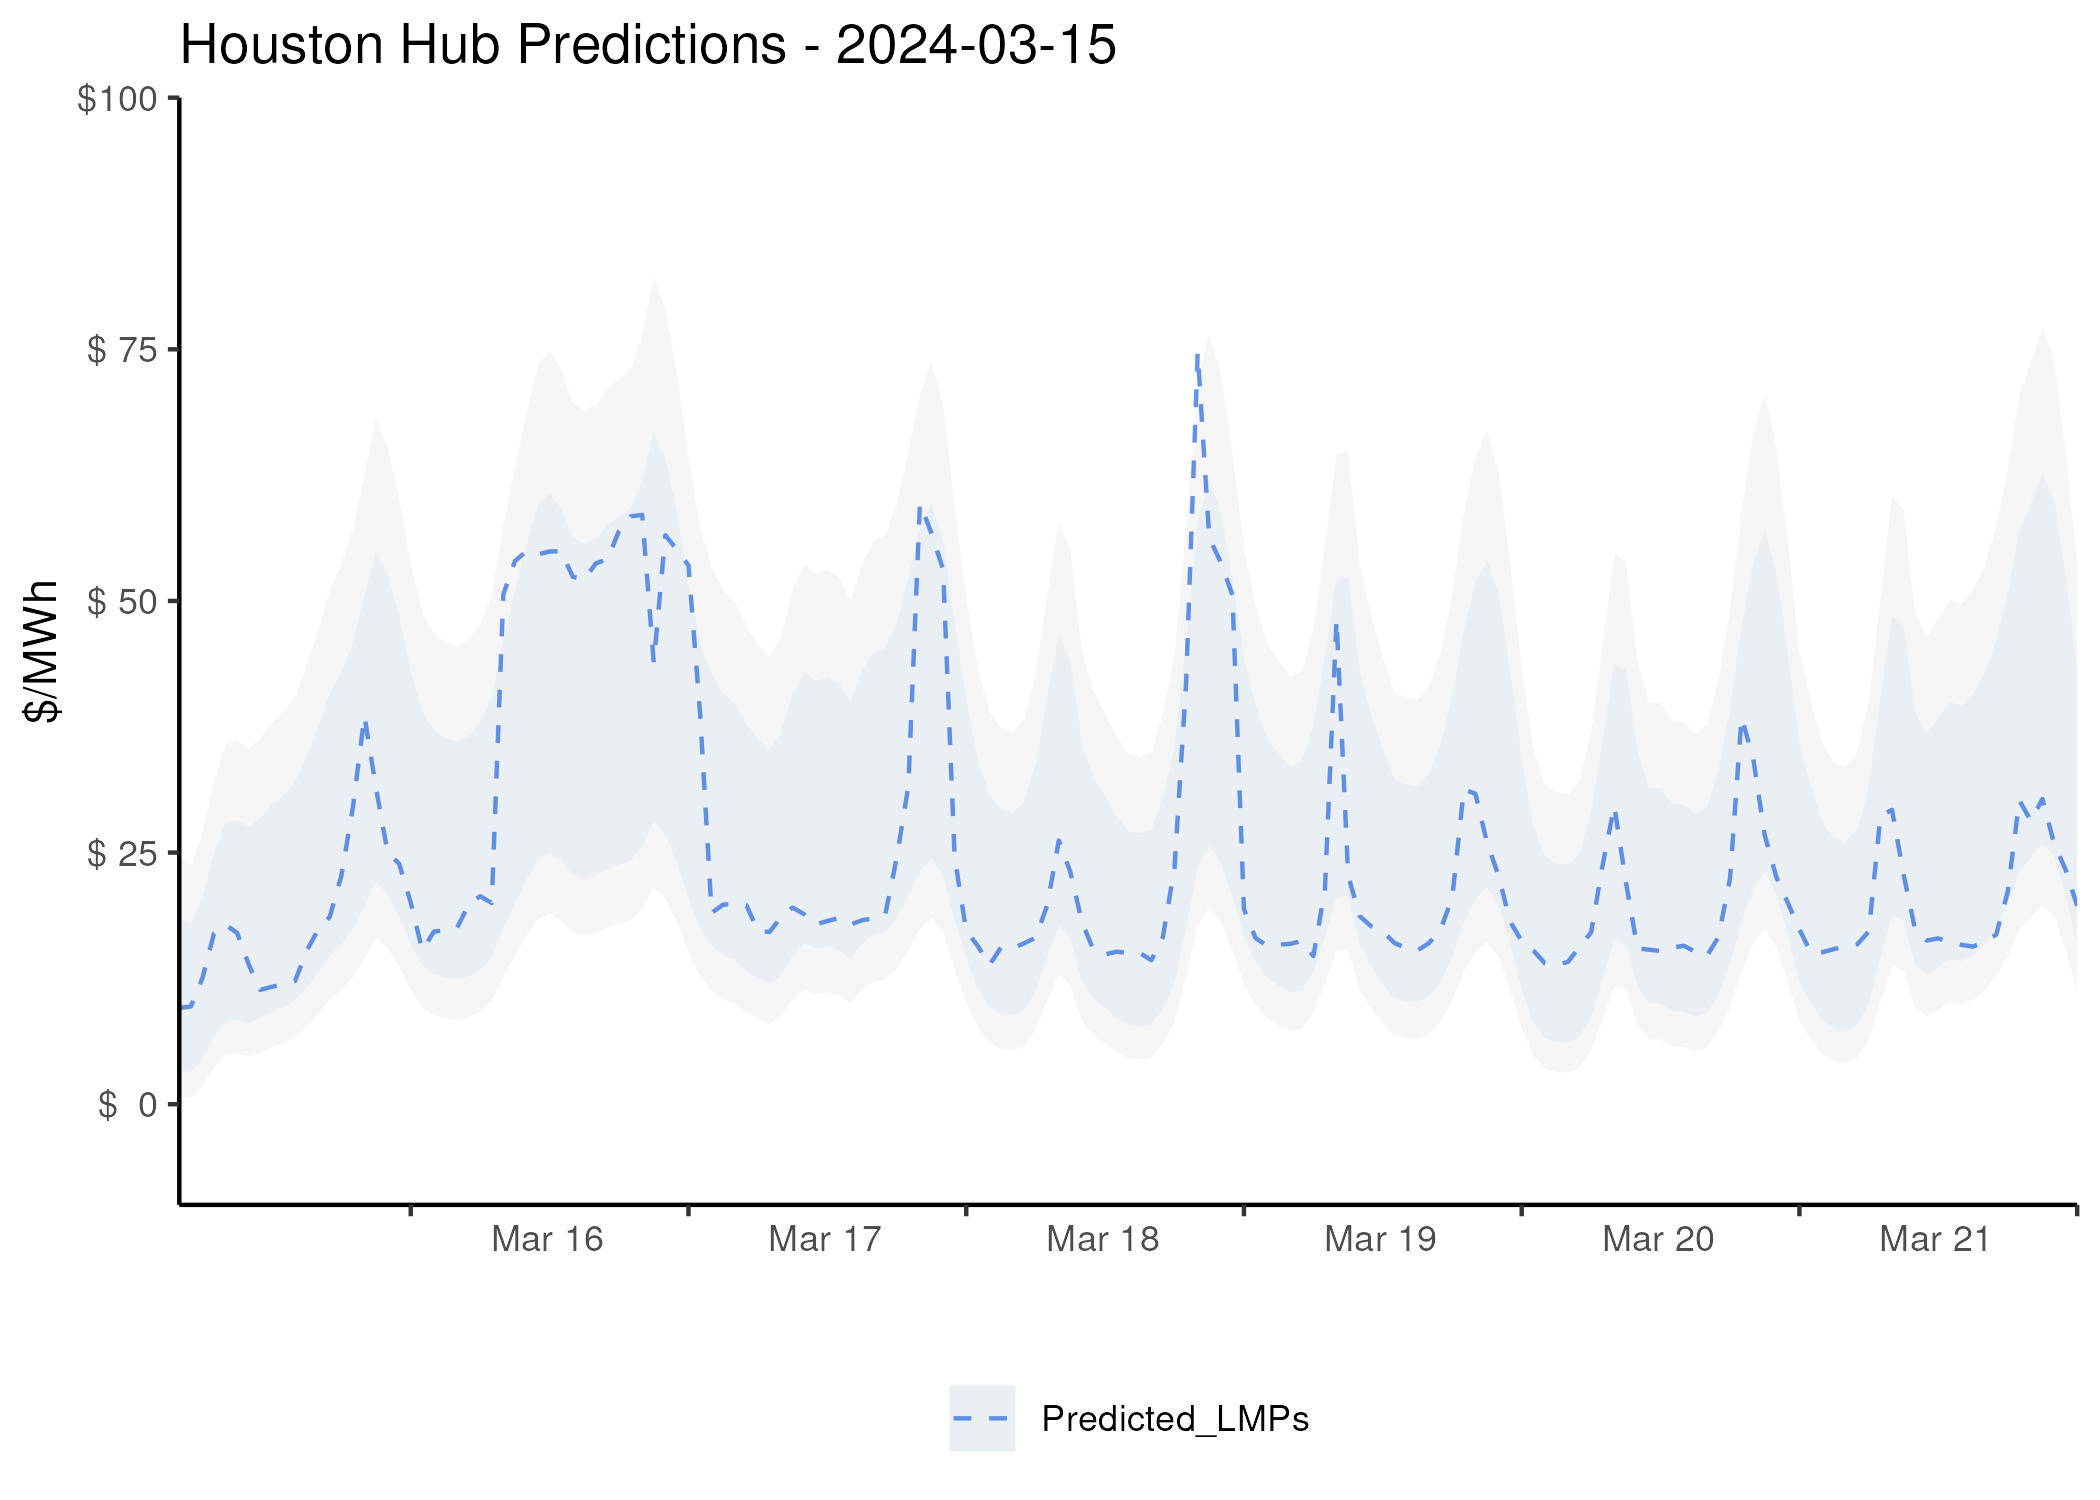 Houston Hub Predictions - 2024-03-15
$100
$ 75
$ 50
$ 25
$ 0
$/MWh
Mar 16 Mar 17 Mar 18 Mar 19 Mar 20 Mar 21
Predicted_LMPs